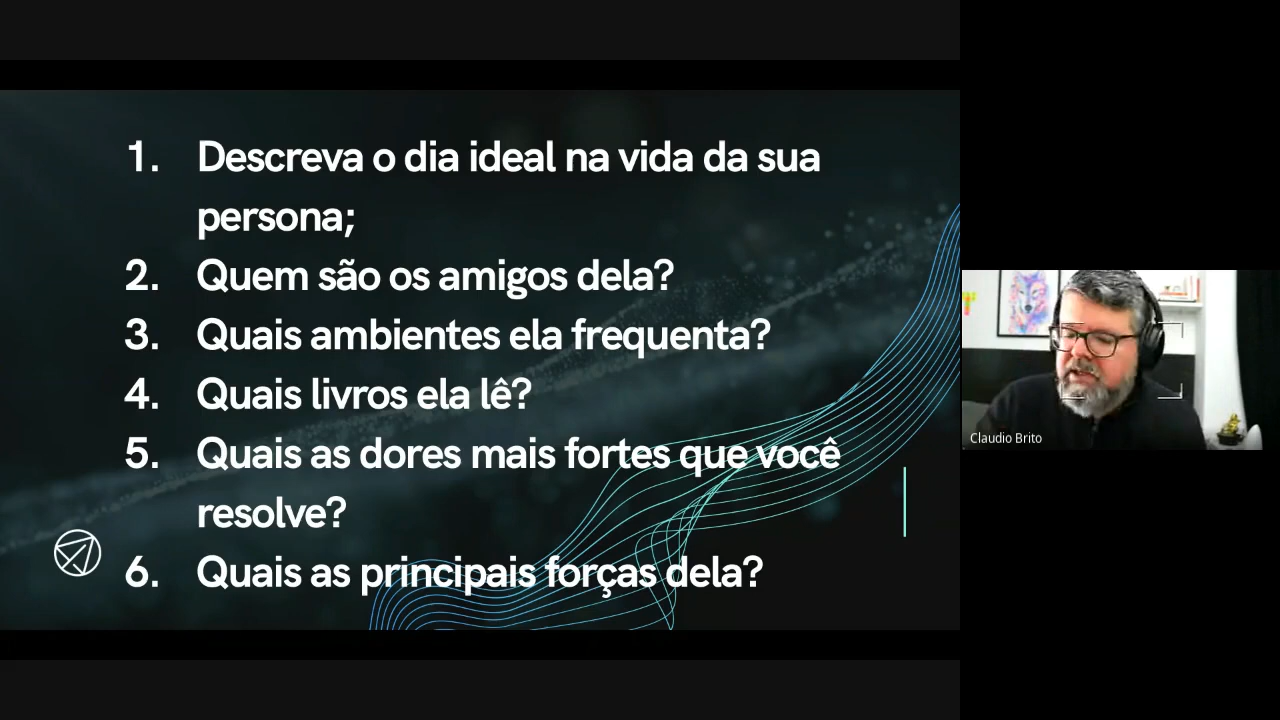 1. Descreva o dia ideal na vida da sua
persona;
2. Quem são os amigos dela?
3. Quais ambientes ela frequenta?
4. Quais livros ela lê?
5. Quais as dores mais fortes que você
resolve?
6. Quais as principais forças dela?
Claudio Brito